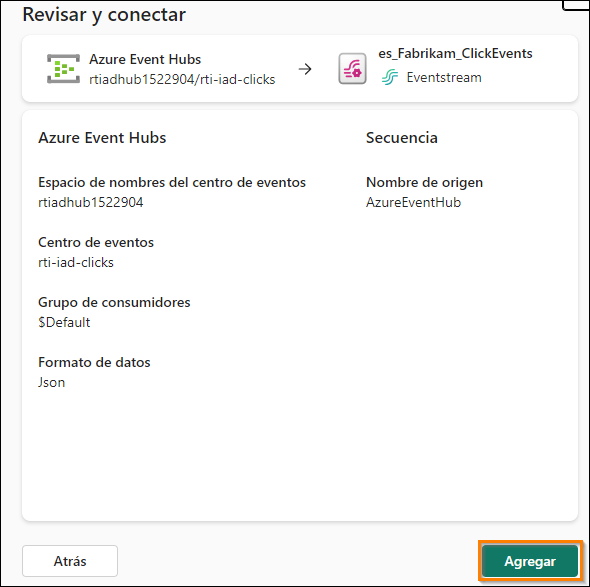 Revisar y conectar
Azure Event Hubs
rtiadhub1522904/rti-iad-clicks
es_Fabrikam_ClickEvents
Eventstream
Azure Event Hubs
Espacio de nombres del centro de eventos
rtiadhub1522904
Centro de eventos
rti-iad-clicks
Grupo de consumidores
$Default
Formato de datos
Json
Secuencia
Nombre de origen
AzureEventHub
Atrás
Agregar